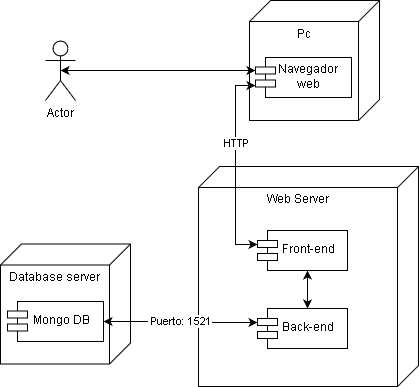 Pc
Navegador
web
Actor
HTTP
Web Server
Front-end
Database server
Mongo DB
Puerto: 1521
Back-end